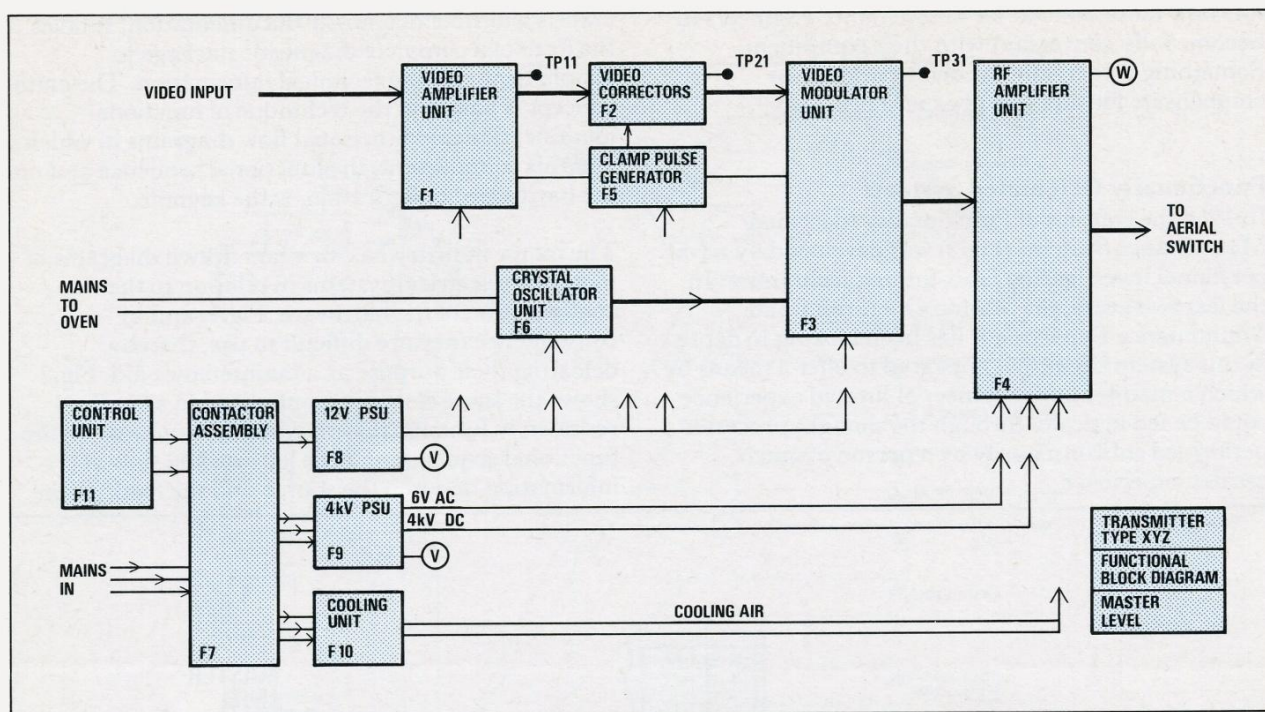 VIDEO INPUT
VIDEO
AMPLIFIER
UNIT
F1
TP11
VIDEO
CORRECTORS
F2
TP21
CLAMP PULSE
GENERATOR
F5
VIDEO
MODULATOR
UNIT
F3
TP31
RF
AMPLIFIER
UNIT
F4
W
TO
AERIAL
SWITCH
MAINS
TO
OVEN
CRYSTAL
OSCILLATOR
UNIT
F6
CONTROL
UNIT
F11
CONTACTOR
ASSEMBLY
F7
12V PSU
F8
V
4kV PSU
F9
V
6V AC
4kV DC
MAINS
IN
COOLING
UNIT
F10
COOLING AIR
TRANSMITTER
TYPE XYZ
FUNCTIONAL
BLOCK DIAGRAM
MASTER
LEVEL